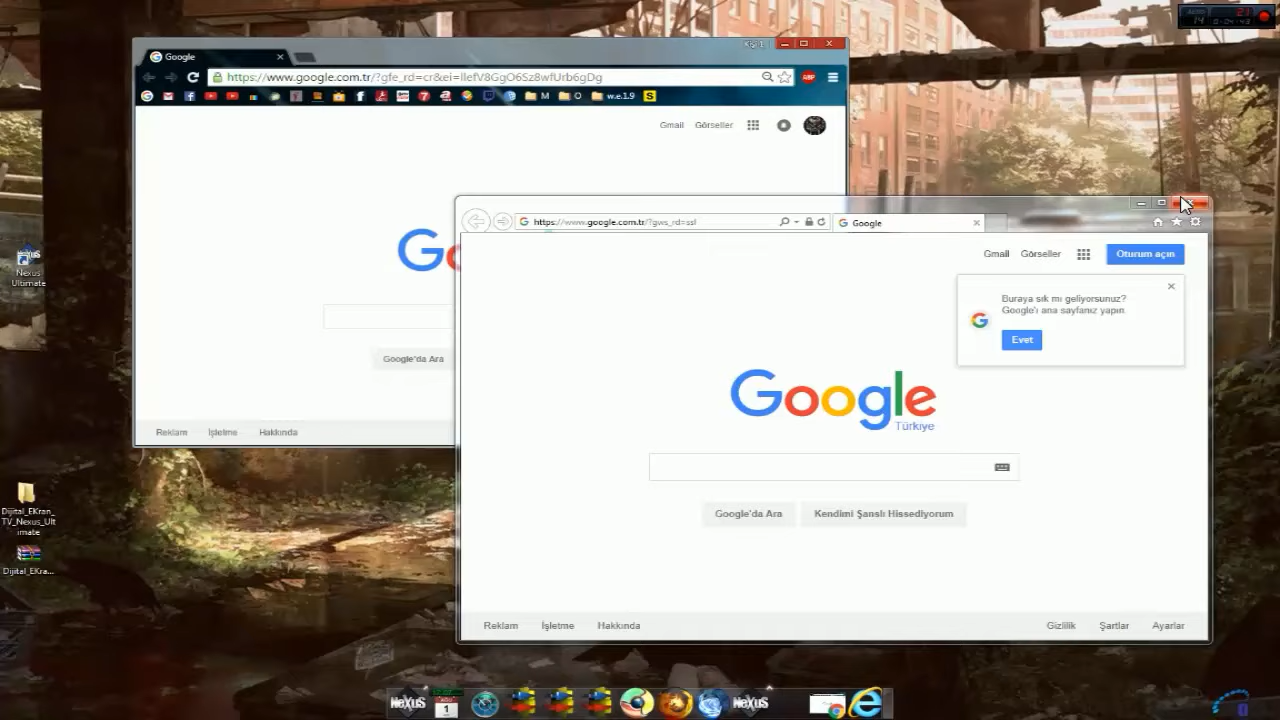 Google
https://www.google.com.tr/?gfe_rd=cr&ei=IlefV8GgO6Sz8wfUrb6gDg
ABP
M
O
w.e.1.9
S
Gmail
Görseller
Google'da Ara
Reklam
İşletme
Hakkında
https://www.google.com.tr/?gws_rd=ssl
Google
Gmail
Görseller
Oturum açın
Buraya sık mı geliyorsunuz?
Google'ı ana sayfanız yapın
Evet
Google
Türkiye
Google'da Ara
Kendimi Şanslı Hissediyorum
Reklam
İşletme
Hakkında
Gizlilik
Şartlar
Ayarlar
Nexus
Ultimate
Dijital_EKran_
TV_Nexus_Ult
imate
Dijital_EKra...
NeXuS
1
NeXuS